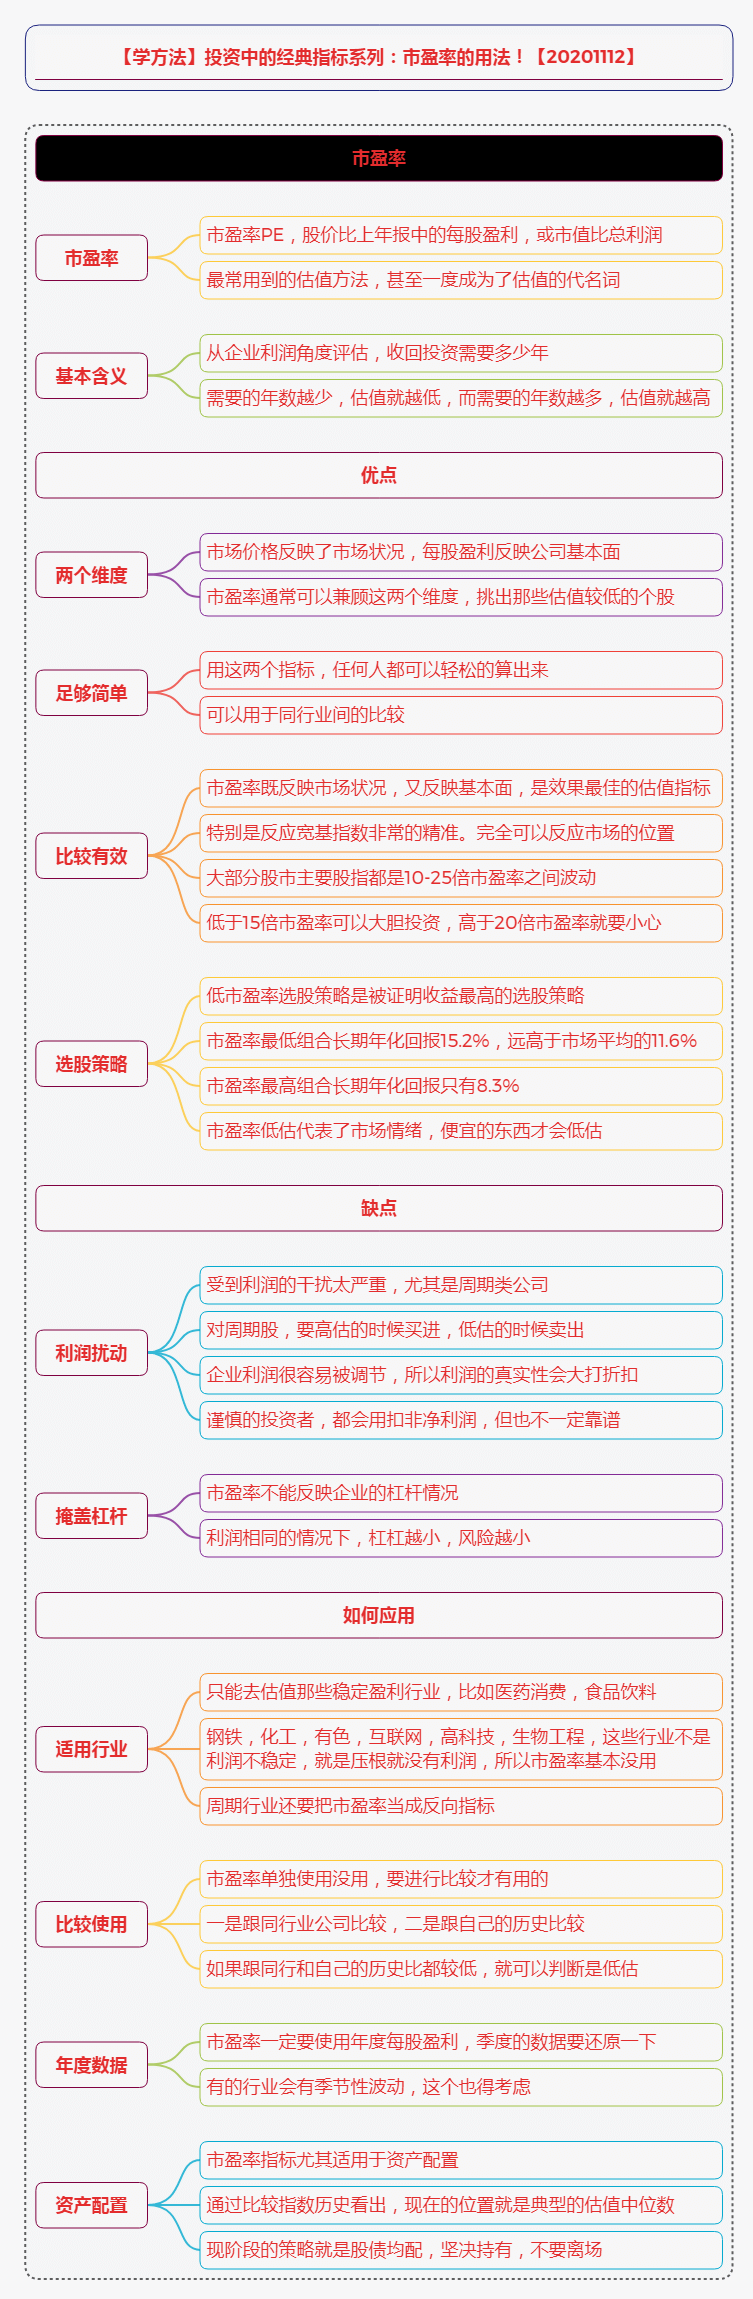 【学方法】投资中的经典指标系列：市盈率的用法！【20201112】
市盈率
市盈率
市盈率PE，股价比上年报中的每股盈利，或市值比总利润
最常用到的估值方法，甚至一度成为了估值的代名词
基本含义
从企业利润角度评估，收回投资需要多少年
需要的年数越少，估值就越低，而需要的年数越多，估值就越高
优点
两个维度
市场价格反映了市场状况，每股盈利反映公司基本面
市盈率通常可以兼顾这两个维度，挑出那些估值较低的个股
足够简单
用这两个指标，任何人都可以轻松的算出来
可以用于同行业间的比较
比较有效
市盈率既反映市场状况，又反映基本面，是效果最佳的估值指标
特别是反应宽基指数非常的精准。完全可以反应市场的位置
大部分股市主要股指都是10-25倍市盈率之间波动
低于15倍市盈率可以大胆投资，高于20倍市盈率就要小心
选股策略
低市盈率选股策略是被证明收益最高的选股策略
市盈率最低组合长期年化回报15.2%，远高于市场平均的11.6%
市盈率最高组合长期年化回报只有8.3%
市盈率低估代表了市场情绪，便宜的东西才会低估
缺点
利润扰动
受到利润的干扰太严重，尤其是周期类公司
对周期股，要高估的时候买进，低估的时候卖出
企业利润很容易被调节，所以利润的真实性会大打折扣
谨慎的投资者，都会用扣非净利润，但也不一定靠谱
掩盖杠杆
市盈率不能反映企业的杠杆情况
利润相同的情况下，杠杠越小，风险越小
如何应用
适用行业
只能去估值那些稳定盈利行业，比如医药消费，食品饮料
钢铁，化工，有色，互联网，高科技，生物工程，这些行业不是
利润不稳定，就是压根就没有利润，所以市盈率基本没用
周期行业还要把市盈率当成反向指标
比较使用
市盈率单独使用没用，要进行比较才有用的
一是跟同行业公司比较，二是跟自己的历史比较
如果跟同行和自己的历史比都较低，就可以判断是低估
年度数据
市盈率一定要使用年度每股盈利，季度的数据要还原一下
有的行业会有季节性波动，这个也得考虑
资产配置
市盈率指标尤其适用于资产配置
通过比较指数历史看出，现在的位置就是典型的估值中位数
现阶段的策略就是股债均配，坚决持有，不要离场